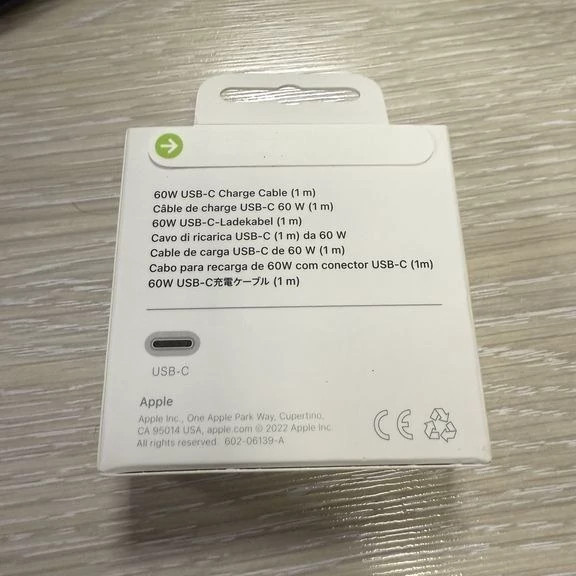 60W USB-C Charge Cable (1 m)
Câble de charge USB-C 60 W (1 m)
60W USB-C-Ladekabel (1 m)
Cavo di ricarica USB-C (1 m) da 60 W
Cable de carga USB-C de 60 W (1 m)
Cabo para recarga de 60W com conector USB-C (1m)
60W USB-C充電ケーブル (1 m)
USB-C
Apple
Apple Inc., One Apple Park Way, Cupertino,
CA 95014 USA, apple.com © 2022 Apple Inc.
All rights reserved. 602-06139-A
CE